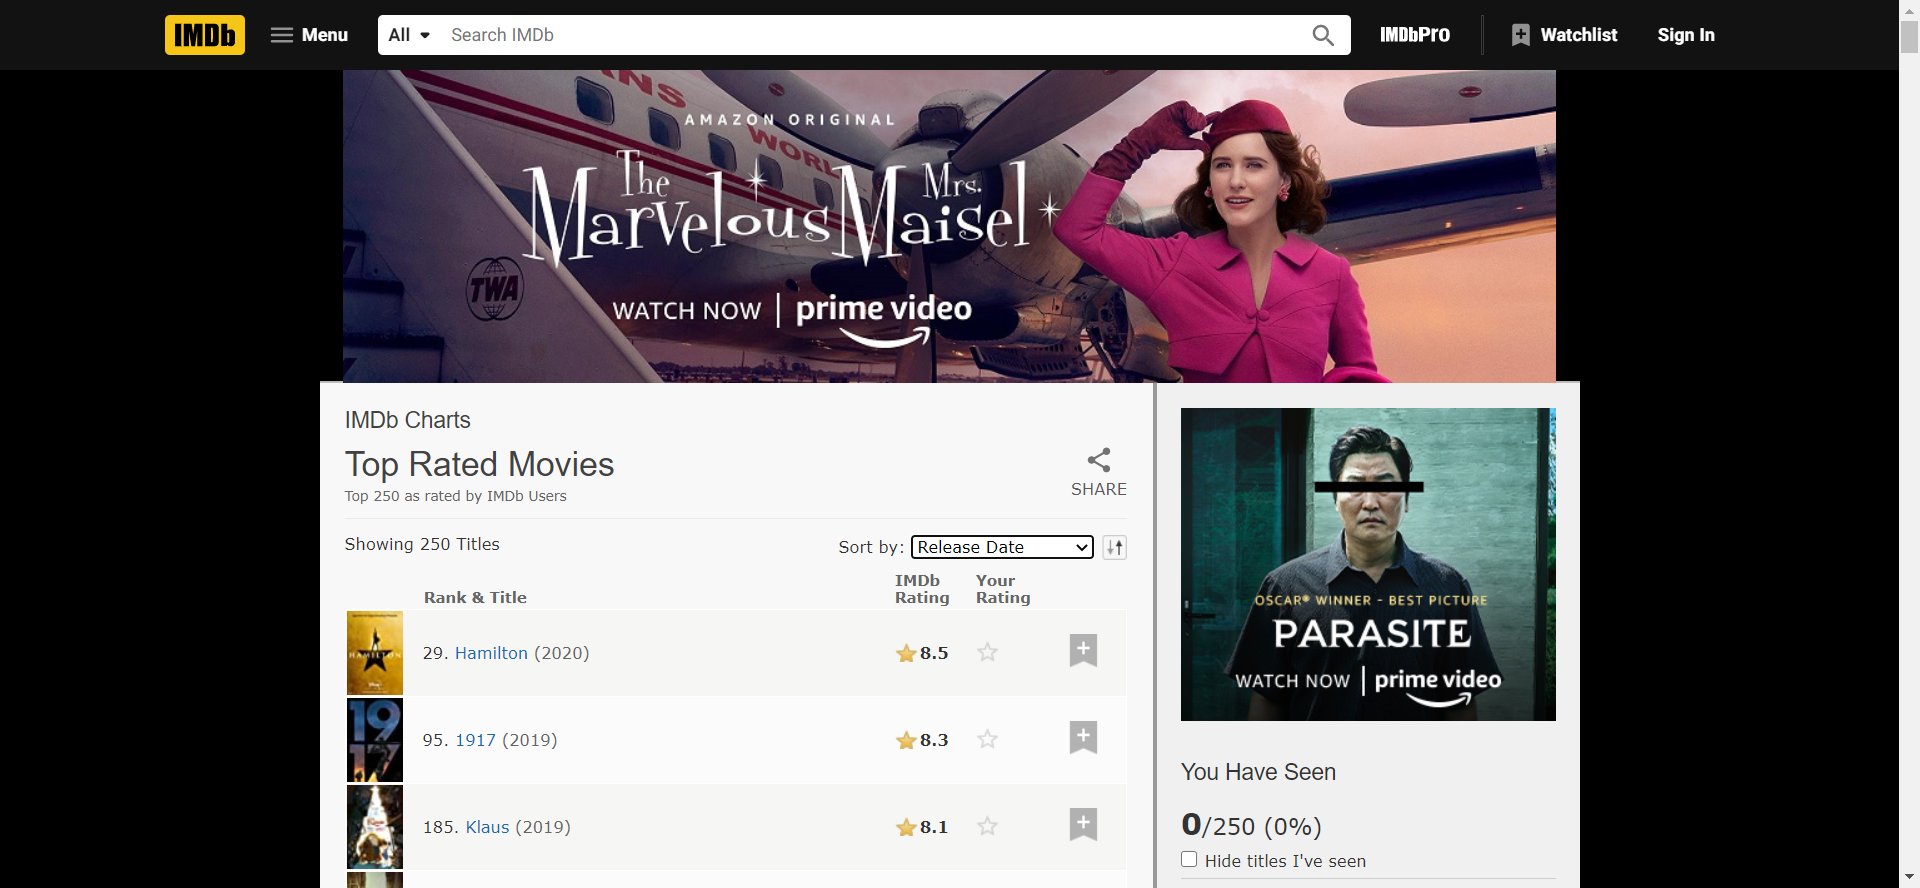 IMDb
Menu
All
Search IMDb
IMDbPro
Watchlist
Sign In
AMAZON ORIGINAL
The Marvelous Mrs. Maisel
WATCH NOW | prime video
TWA
IMDb Charts
Top Rated Movies
Top 250 as rated by IMDb Users
SHARE
Showing 250 Titles
Sort by: Release Date
Rank & Title
IMDb Rating
Your Rating
HAMILTON
29. Hamilton (2020)
8.5
1917
95. 1917 (2019)
8.3
185. Klaus (2019)
8.1
OSCAR® WINNER - BEST PICTURE
PARASITE
WATCH NOW | prime video
You Have Seen
0/250 (0%)
Hide titles I've seen